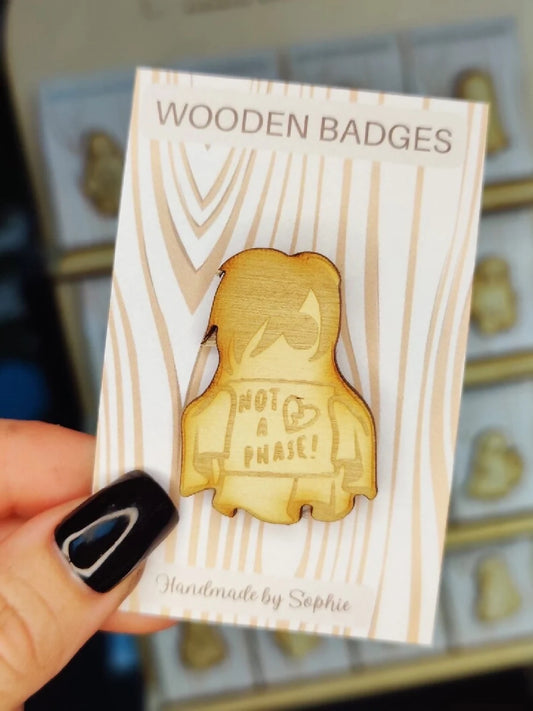 WOODEN BADGES
NOT
A
PHASE!
Handmade by Sophie